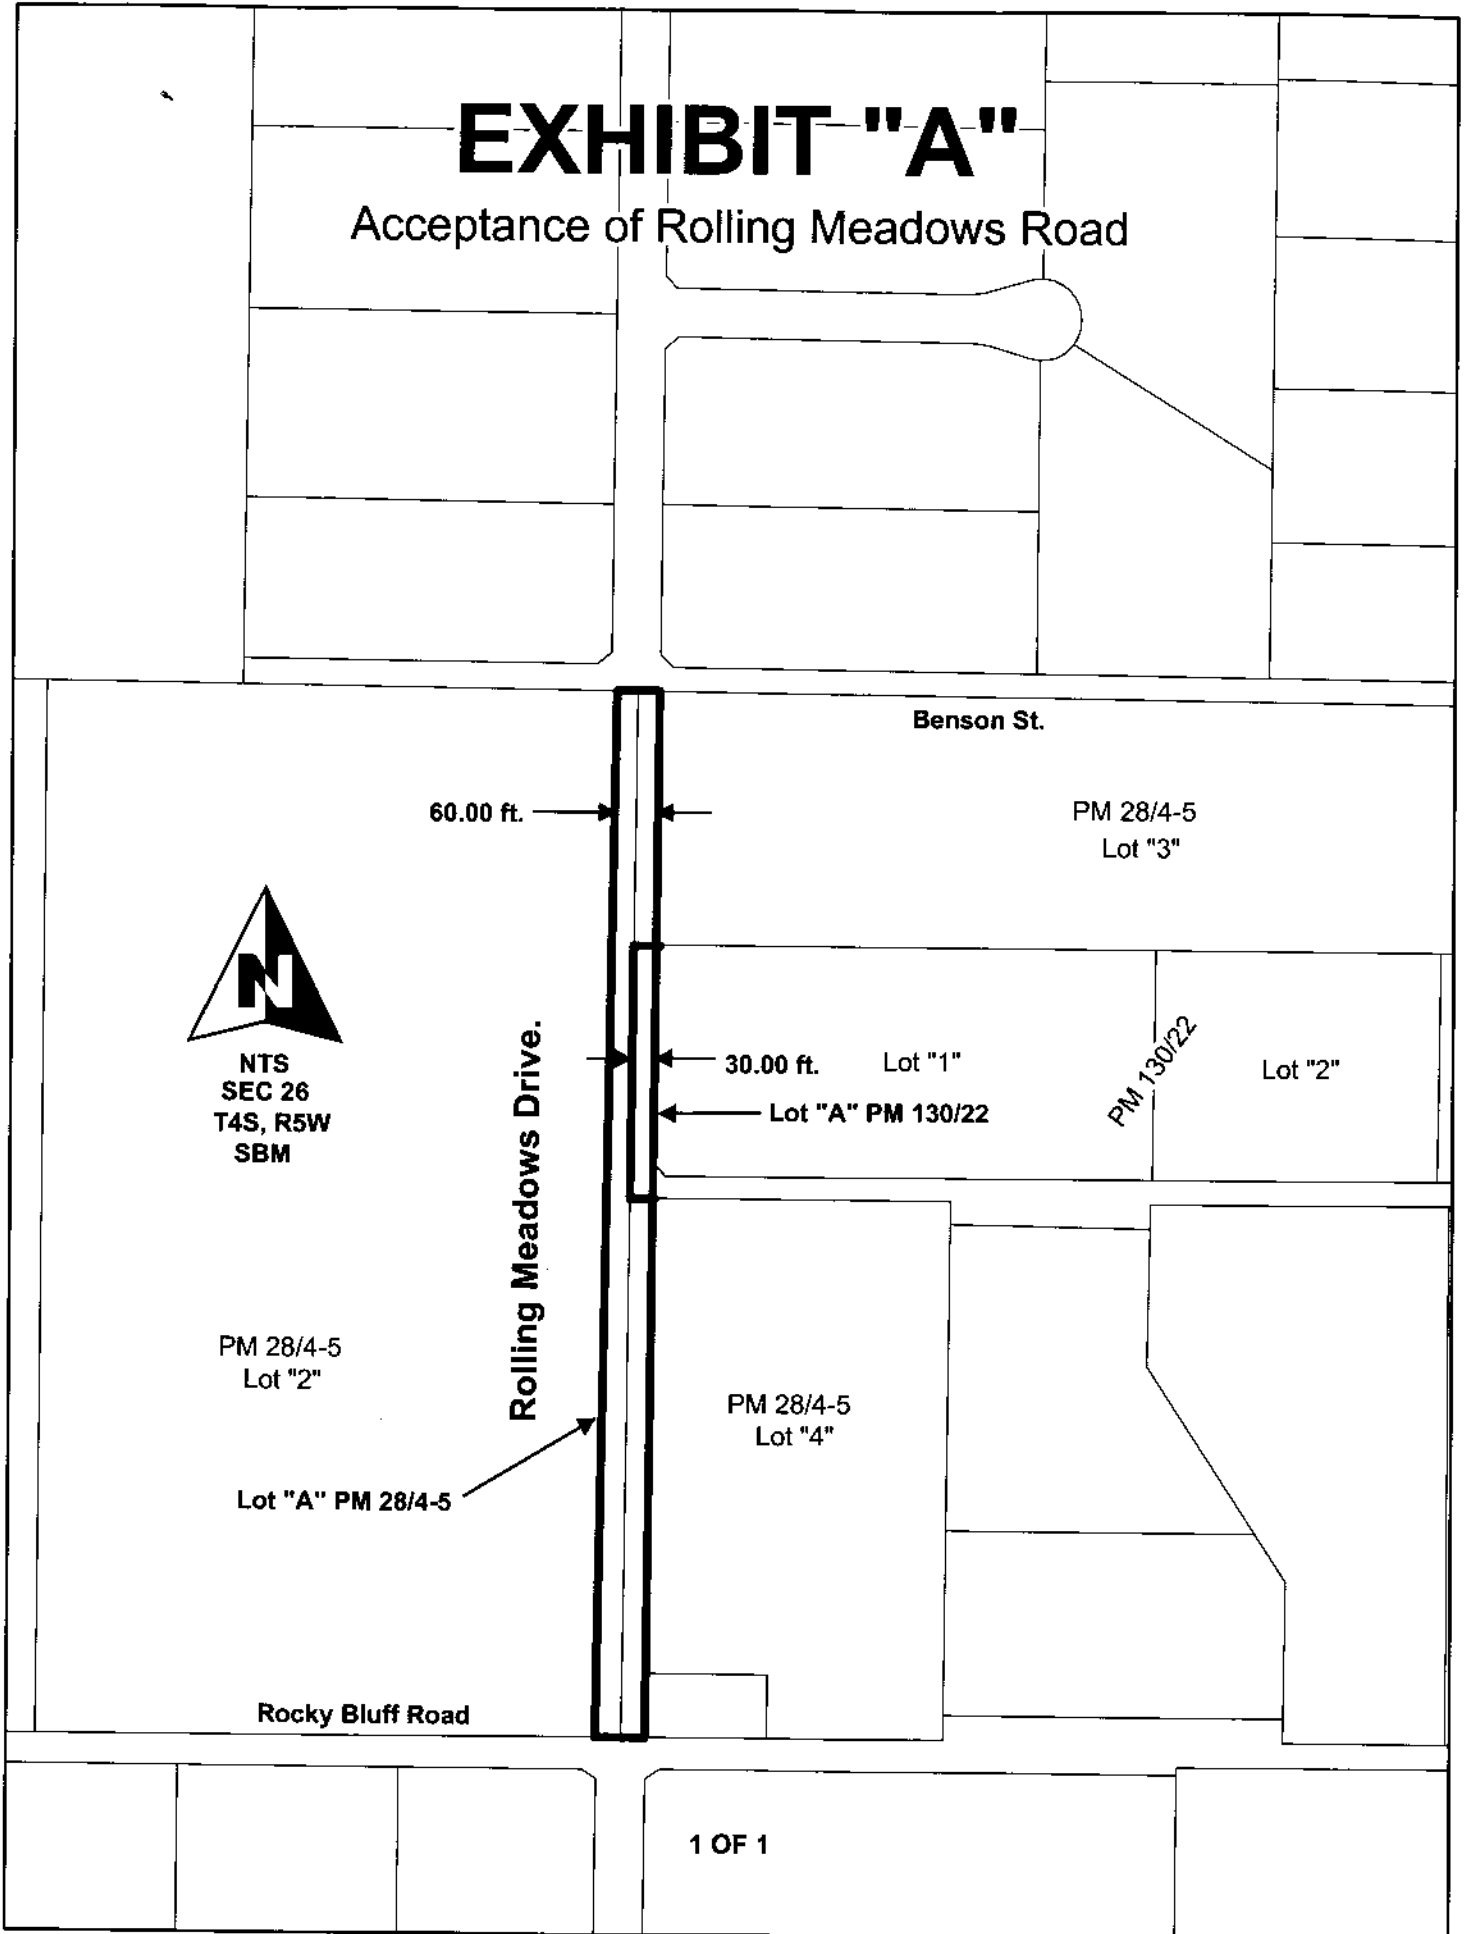 EXHIBIT "A"
Acceptance of Rolling Meadows Road
Benson St.
60.00 ft.
PM 28/4-5
Lot "3"
N
NTS
SEC 26
T4S, R5W
SBM
Rolling Meadows Drive.
30.00 ft.
Lot "1"
PM 130/22
Lot "2"
Lot "A" PM 130/22
PM 28/4-5
Lot "2"
PM 28/4-5
Lot "4"
Lot "A" PM 28/4-5
Rocky Bluff Road
1 OF 1